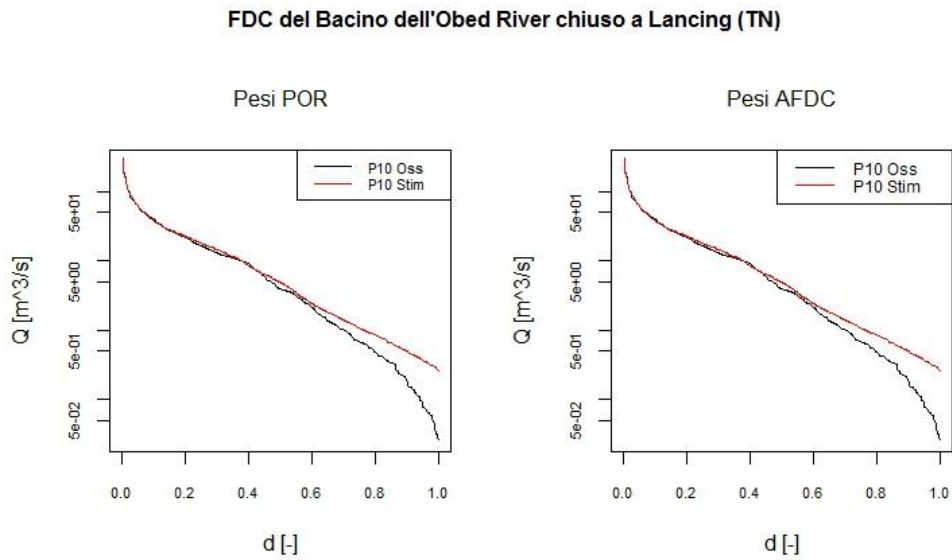 FDC del Bacino dell'Obed River chiuso a Lancing (TN)
Pesi POR
P10 Oss
P10 Stim
Q [m^3/s]
5e+01
5e+00
5e-01
5e-02
0.0 0.2 0.4 0.6 0.8 1.0
d [-]
Pesi AFDC
P10 Oss
P10 Stim
Q [m^3/s]
5e+01
5e+00
5e-01
5e-02
0.0 0.2 0.4 0.6 0.8 1.0
d [-]